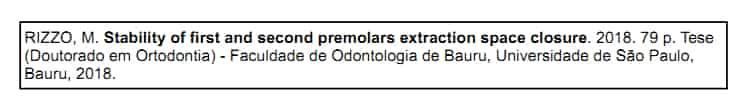 RIZZO, M. Stability of first and second premolars extraction space closure. 2018. 79 p. Tese
(Doutorado em Ortodontia) - Faculdade de Odontologia de Bauru, Universidade de São Paulo,
Bauru, 2018.